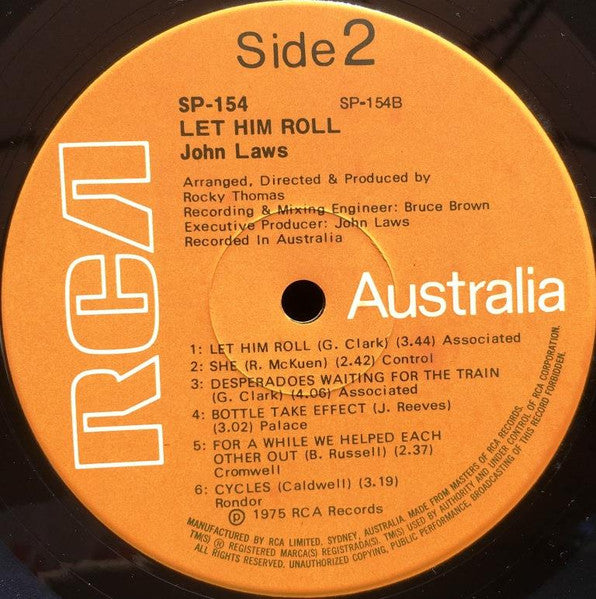 Side 2
SP-154 SP-154B
LET HIM ROLL
John Laws
Arranged, Directed & Produced by
Rocky Thomas
Recording & Mixing Engineer: Bruce Brown
Executive Producer: John Laws
Recorded In Australia
RCA
Australia
1: LET HIM ROLL (G. Clark) (3.44) Associated
2: SHE (R. McKuen) (2.42) Control
3: DESPERADOES WAITING FOR THE TRAIN
(G. Clark) (4.06) Associated
4: BOTTLE TAKE EFFECT (J. Reeves)
(3.02) Palace
5: FOR A WHILE WE HELPED EACH
OTHER OUT (B. Russell) (2.37)
Cromwell
6: CYCLES (Caldwell) (3.19)
Rondor
Ⓟ 1975 RCA Records
MANUFACTURED BY RCA LIMITED, SYDNEY, AUSTRALIA. MADE FROM MASTERS OF RCA RECORDS.
TM(S) ® REGISTERED MARCA(S) REGISTRADA(S). TM(S) USED BY AUTHORITY AND UNDER CONTROL OF RCA CORPORATION.
ALL RIGHTS RESERVED. UNAUTHORIZED COPYING, PUBLIC PERFORMANCE, BROADCASTING OF THIS RECORD FORBIDDEN.